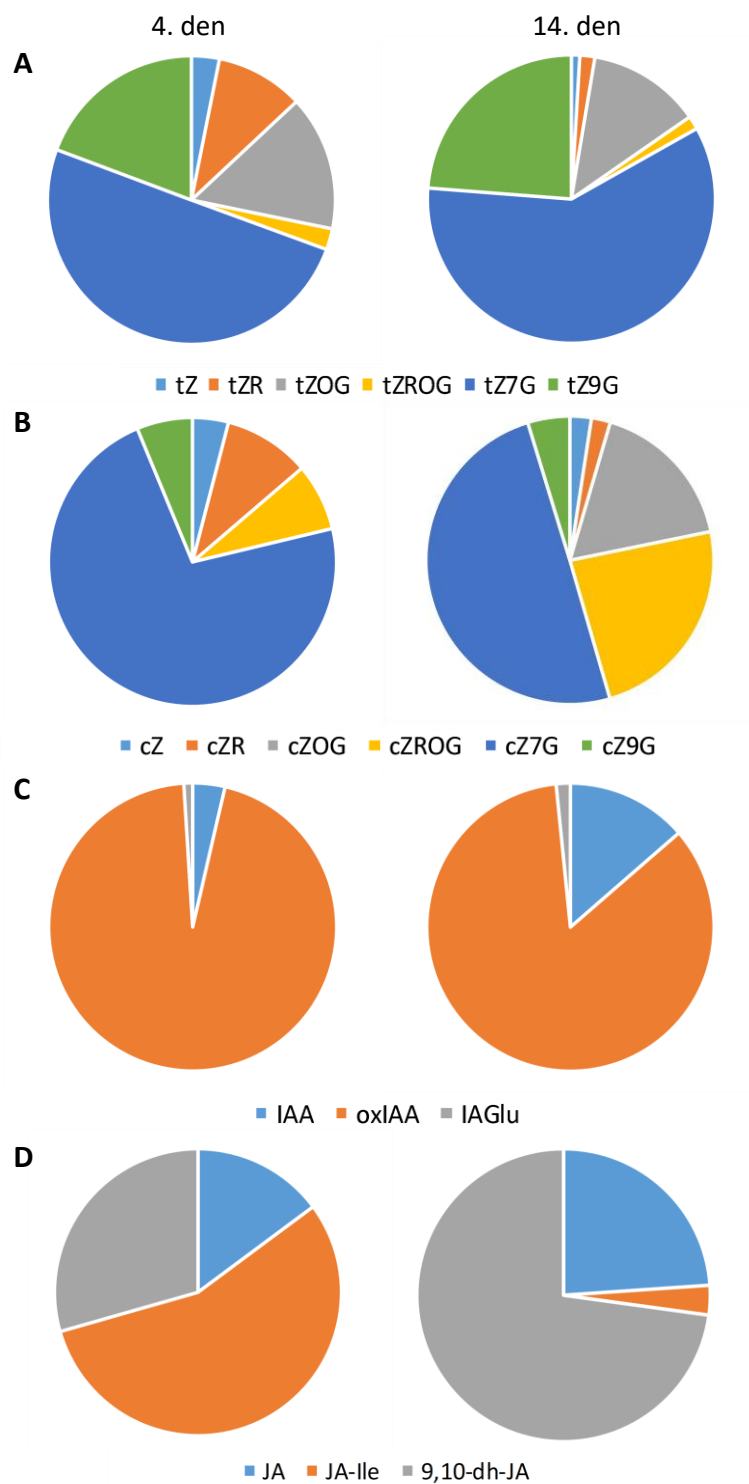 4. den 14. den
A
tZ tZR tZOG tZROG tZ7G tZ9G
B
cZ cZR cZOG cZROG cZ7G cZ9G
C
IAA oxIAA IAGlu
D
JA JA-Ile 9,10-dh-JA